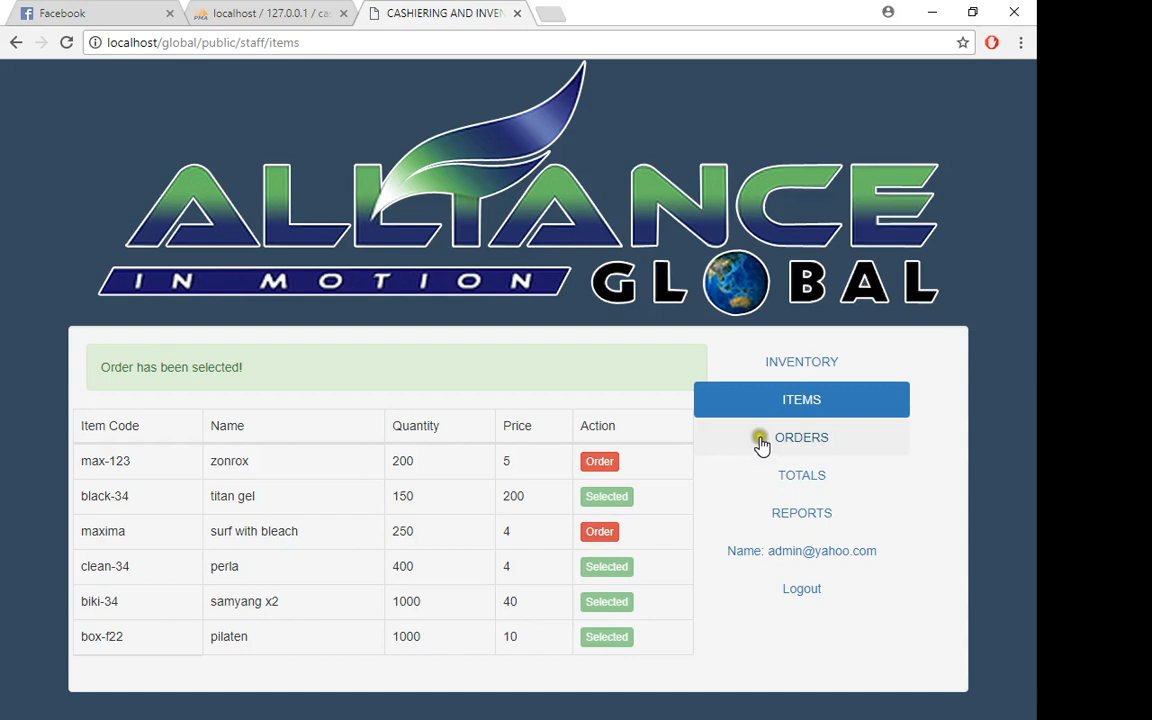 Facebook
localhost / 127.0.0.1 / ca
CASHIERING AND INVEN
localhost/global/public/staff/items
ALLIANCE
IN MOTION GLOBAL
Order has been selected!
INVENTORY
ITEMS
ORDERS
TOTALS
REPORTS
Name: admin@yahoo.com
Logout
Item Code Name Quantity Price Action
max-123 zonrox 200 5 Order
black-34 titan gel 150 200 Selected
maxima surf with bleach 250 4 Order
clean-34 perla 400 4 Selected
biki-34 samyang x2 1000 40 Selected
box-f22 pilaten 1000 10 Selected